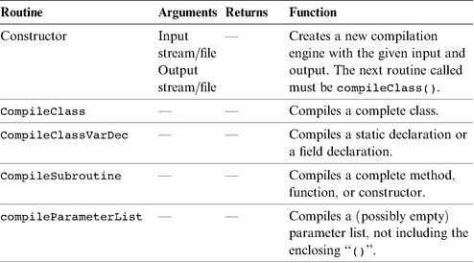 Routine Arguments Returns Function
Constructor Input — Creates a new compilation
stream/file engine with the given input and
Output output. The next routine called
stream/file must be compileClass().
CompileClass — — Compiles a complete class.
CompileClassVarDec — — Compiles a static declaration or
a field declaration.
CompileSubroutine — — Compiles a complete method,
function, or constructor.
compileParameterList — — Compiles a (possibly empty)
parameter list, not including the
enclosing “()”.